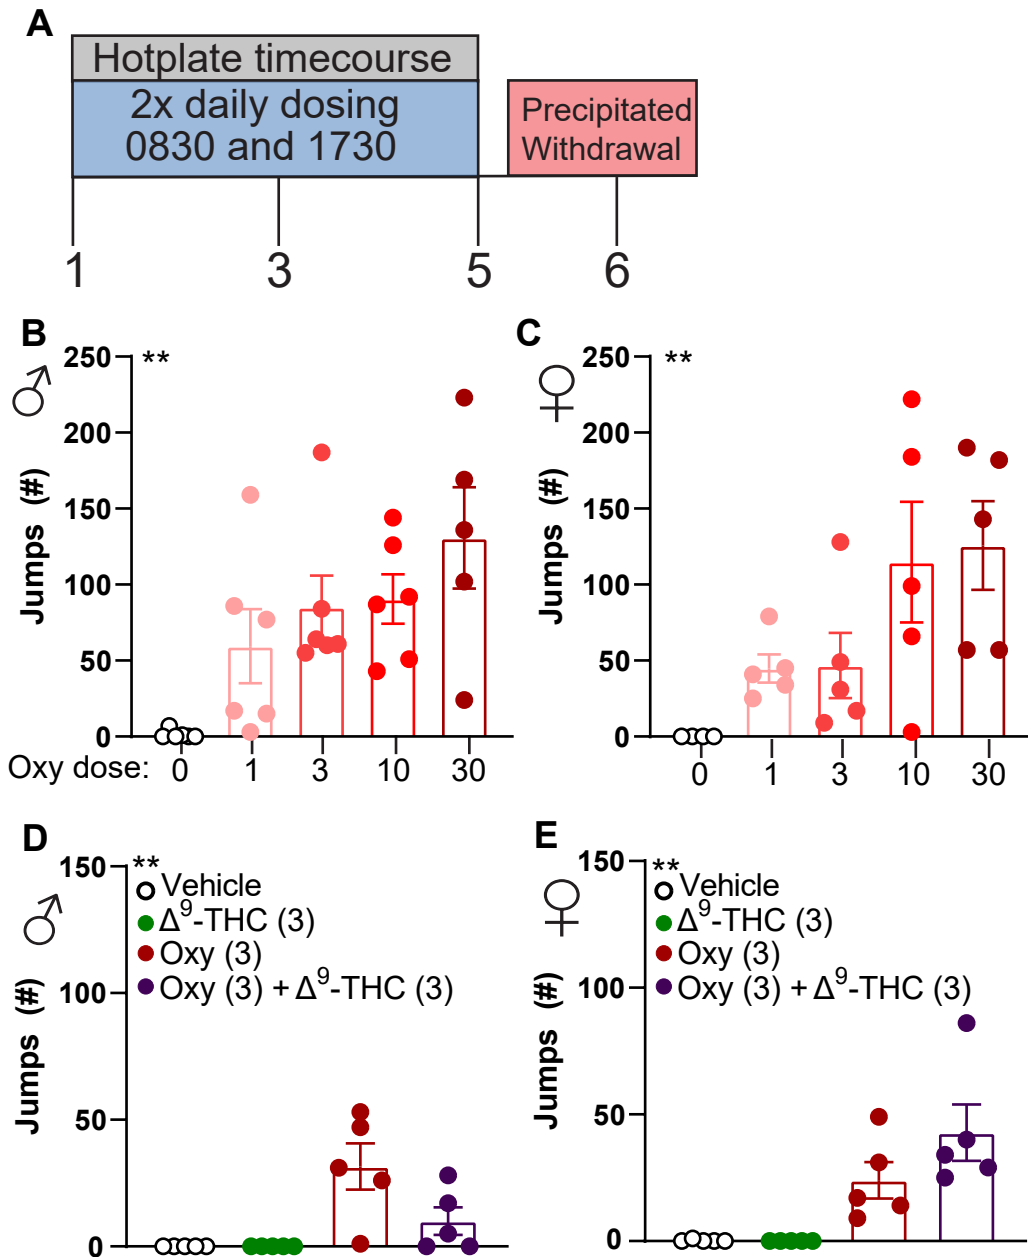 A
Hotplate timecourse
2x daily dosing
0830 and 1730
Precipitated
Withdrawal
1 3 5 6
B
♂
**
250
200
150
100
50
0
Jumps (#)
Oxy dose: 0 1 3 10 30
C
♀
**
250
200
150
100
50
0
Jumps (#)
0 1 3 10 30
D
♂
**
150
100
50
0
Jumps (#)
Vehicle
Δ⁹-THC (3)
Oxy (3)
Oxy (3) + Δ⁹-THC (3)
E
♀
**
150
100
50
0
Jumps (#)
Vehicle
Δ⁹-THC (3)
Oxy (3)
Oxy (3) + Δ⁹-THC (3)